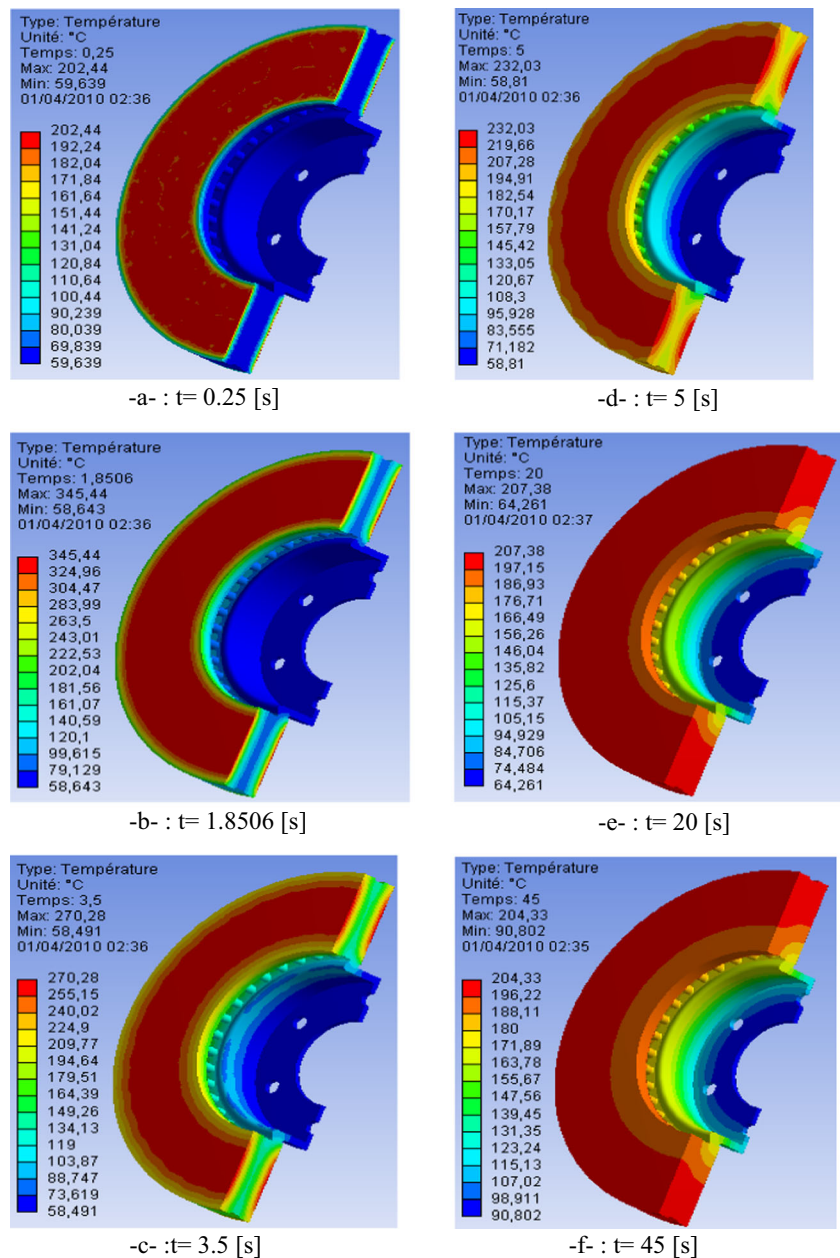 Type: Température
Unité: °C
Temps: 0,25
Max: 202,44
Min: 59,639
01/04/2010 02:36
202,44
192,24
182,04
171,84
161,64
151,44
141,24
131,04
120,84
110,64
100,44
90,239
80,039
69,839
59,639
-a- : t= 0.25 [s]
Type: Température
Unité: °C
Temps: 5
Max: 232,03
Min: 58,81
01/04/2010 02:36
232,03
219,66
207,28
194,91
182,54
170,17
157,79
145,42
133,05
120,67
108,3
95,928
83,555
71,182
58,81
-d- : t= 5 [s]
Type: Température
Unité: °C
Temps: 1,8506
Max: 345,44
Min: 58,643
01/04/2010 02:36
345,44
324,96
304,47
283,99
263,5
243,01
222,53
202,04
181,56
161,07
140,59
120,1
99,615
79,129
58,643
-b- : t= 1.8506 [s]
Type: Température
Unité: °C
Temps: 20
Max: 207,38
Min: 64,261
01/04/2010 02:37
207,38
197,15
186,93
176,71
166,49
156,26
146,04
135,82
125,6
115,37
105,15
94,929
84,706
74,484
64,261
-e- : t= 20 [s]
Type: Température
Unité: °C
Temps: 3,5
Max: 270,28
Min: 58,491
01/04/2010 02:36
270,28
255,15
240,02
224,9
209,77
194,64
179,51
164,39
149,26
134,13
119
103,87
88,747
73,619
58,491
-c- :t= 3.5 [s]
Type: Température
Unité: °C
Temps: 45
Max: 204,33
Min: 90,802
01/04/2010 02:35
204,33
196,22
188,11
180
171,89
163,78
155,67
147,56
139,45
131,35
123,24
115,13
107,02
98,911
90,802
-f- : t= 45 [s]